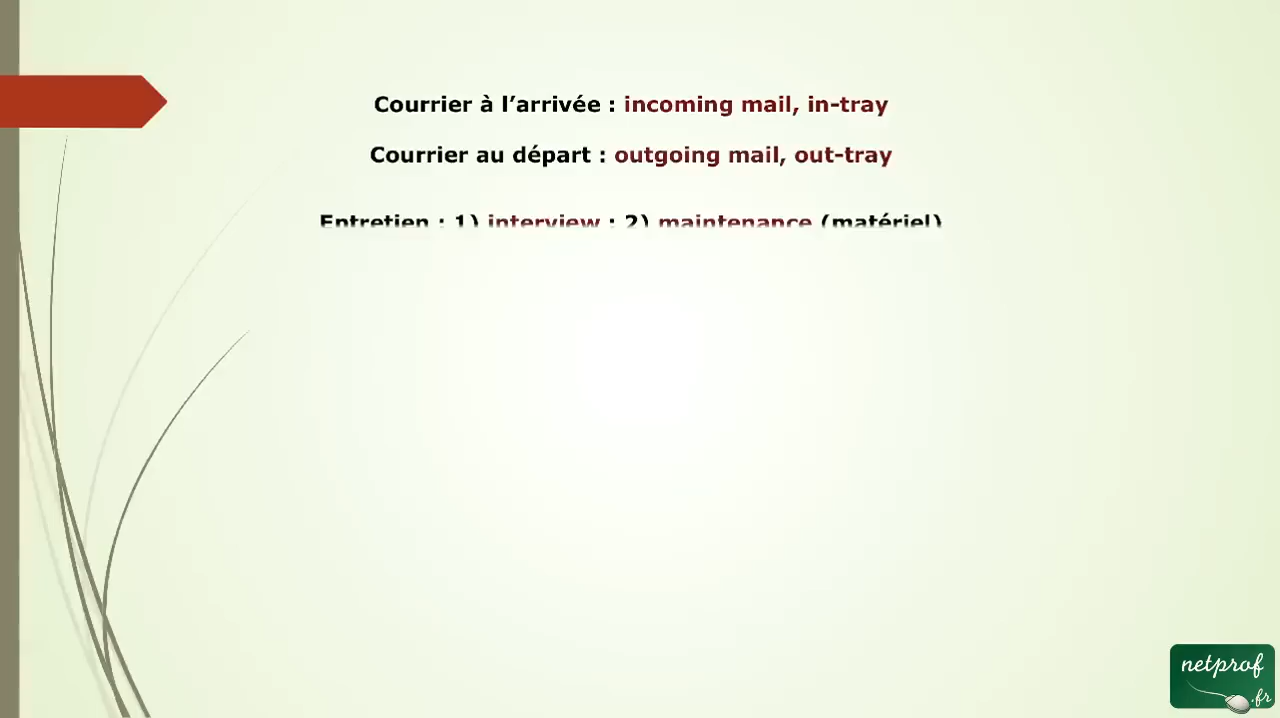 Courrier à l’arrivée : incoming mail, in-tray
Courrier au départ : outgoing mail, out-tray
Entretien : 1) interview : 2) maintenance (matériel)
netprof
.fr